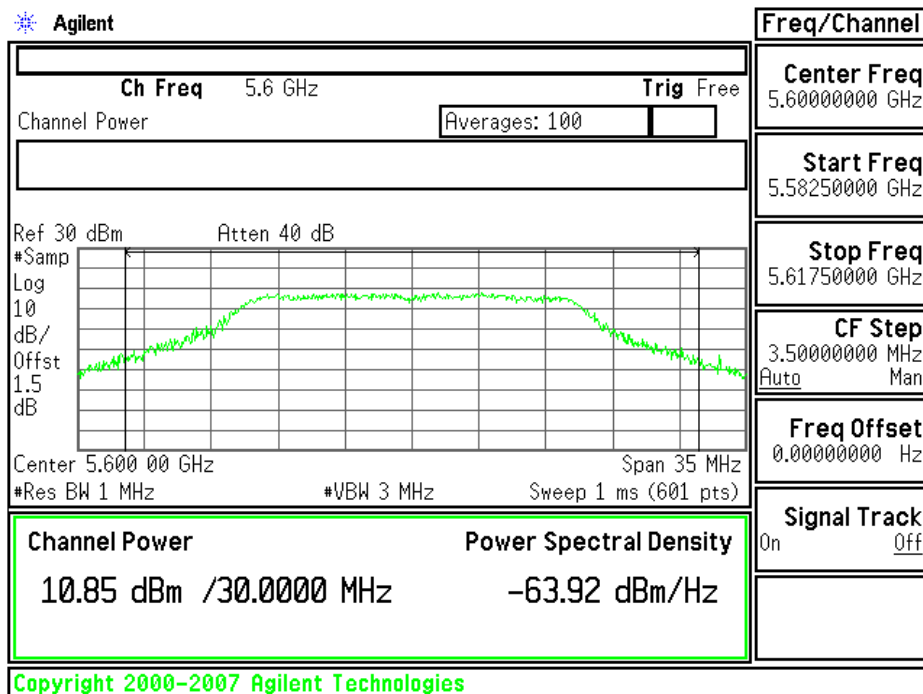 Agilent
Freq/Channel
Ch Freq 5.6 GHz Trig Free
Channel Power Averages: 100
Ref 30 dBm Atten 40 dB
#Samp
Log
10
dB/
Offst
1.5
dB
Center 5.600 00 GHz Span 35 MHz
#Res BW 1 MHz #VBW 3 MHz Sweep 1 ms (601 pts)
Channel Power Power Spectral Density
10.85 dBm /30.0000 MHz -63.92 dBm/Hz
Center Freq
5.60000000 GHz
Start Freq
5.58250000 GHz
Stop Freq
5.61750000 GHz
CF Step
3.50000000 MHz
Auto Man
Freq Offset
0.00000000 Hz
Signal Track
On Off
Copyright 2000-2007 Agilent Technologies